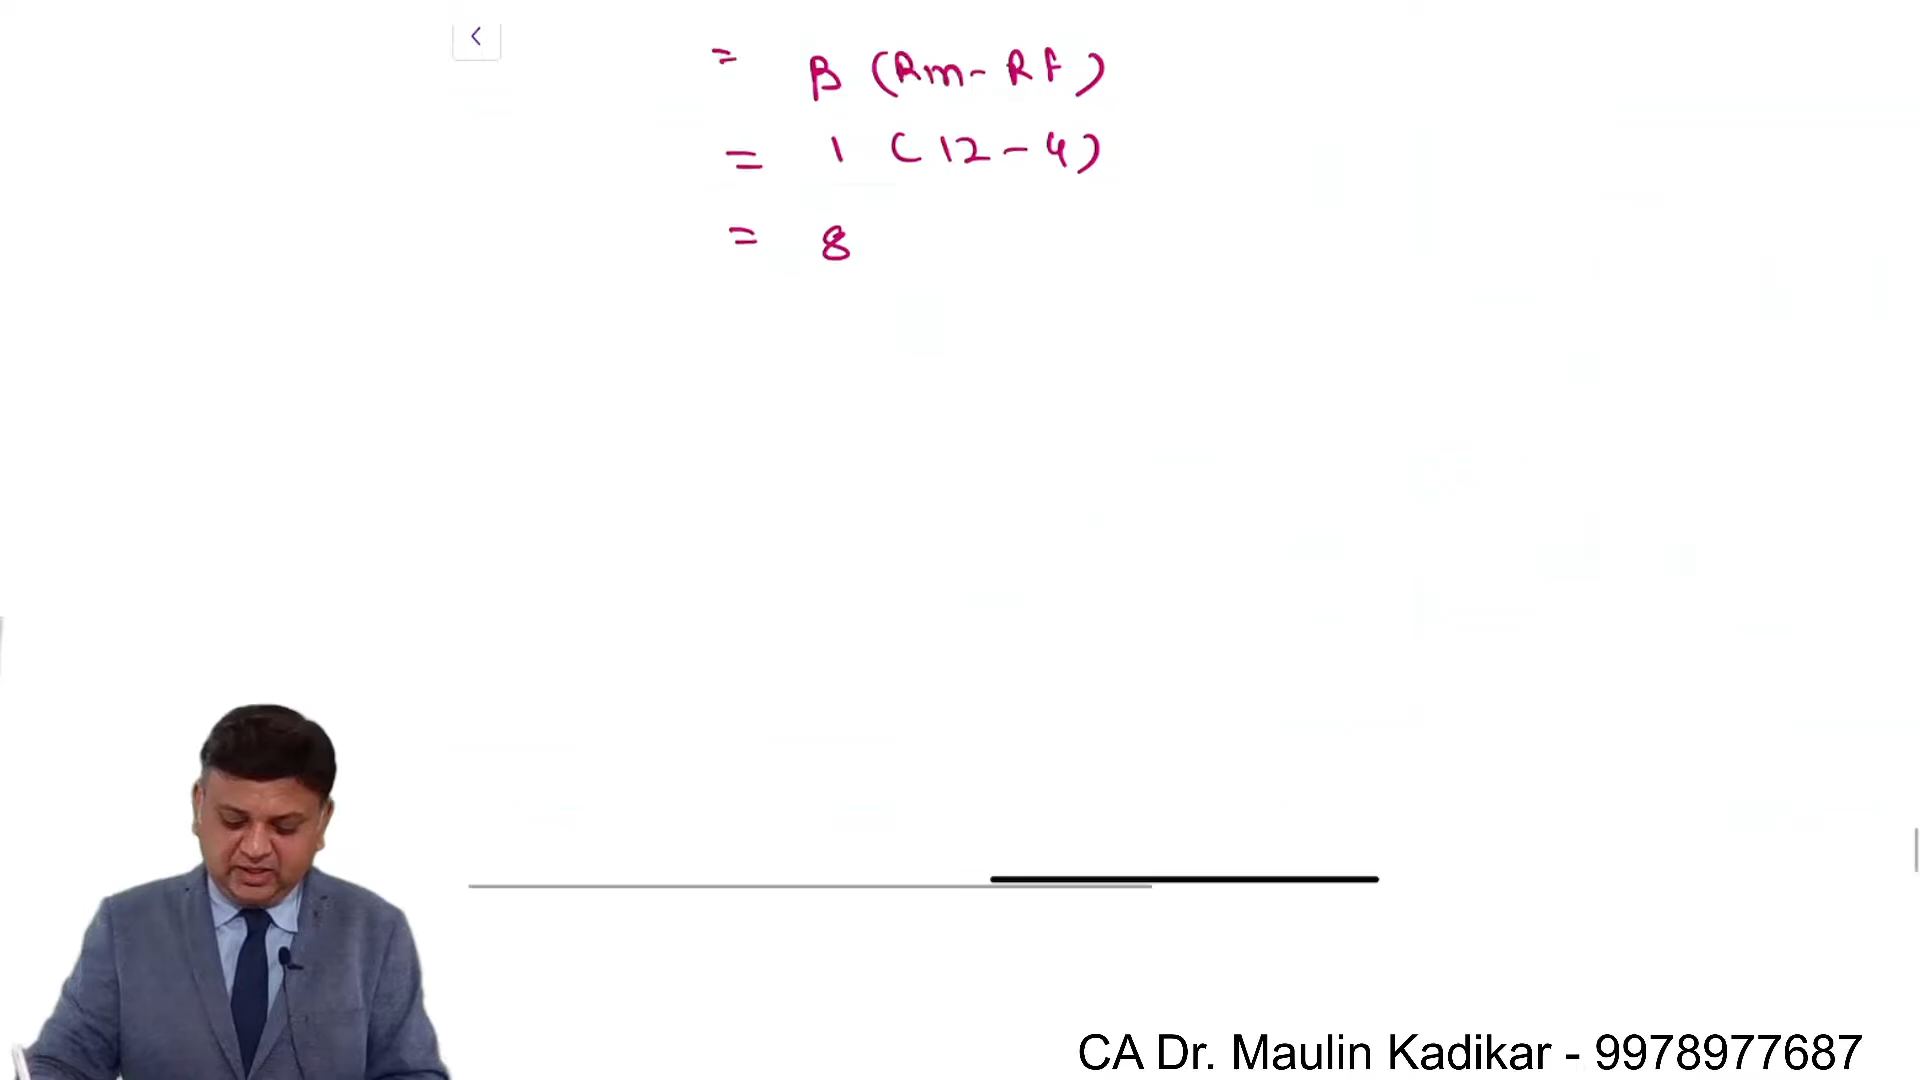 = β (Rm - RF)
= 1 (12 - 4)
= 8
CA Dr. Maulin Kadikar - 9978977687